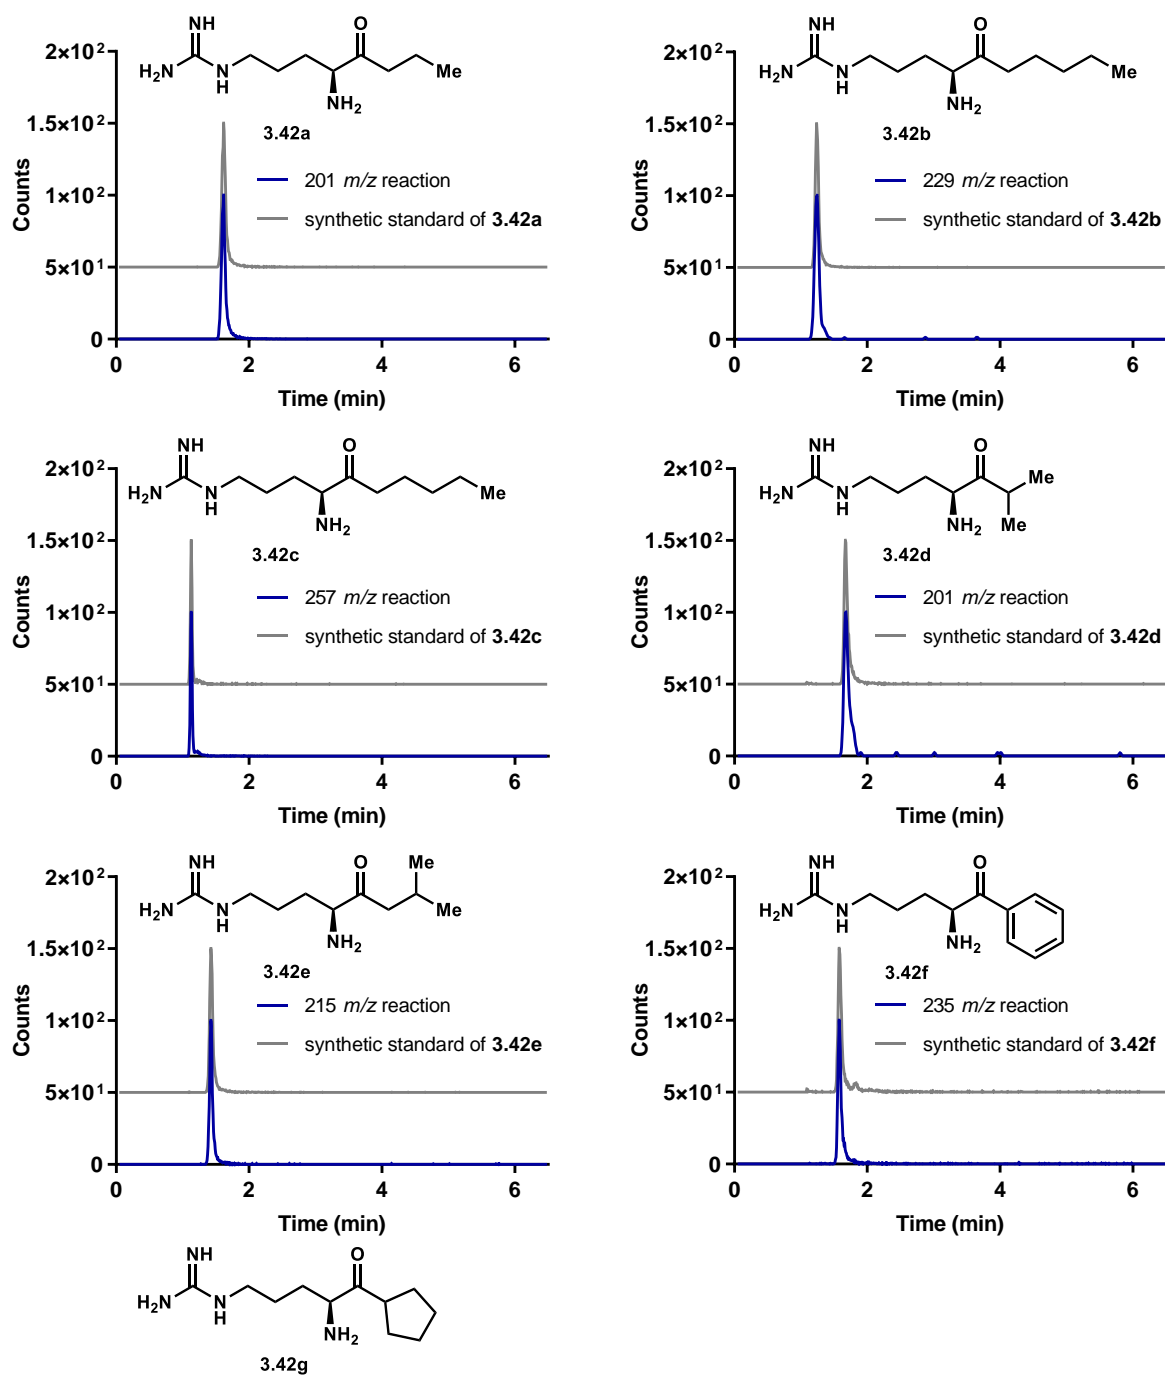 NH
O
H₂N
N
H
NH₂
Me
3.42a
2×10²
1.5×10²
1×10²
5×10¹
0
Counts
201 m/z reaction
synthetic standard of 3.42a
0 2 4 6
Time (min)
NH
O
H₂N
N
H
NH₂
Me
3.42b
2×10²
1.5×10²
1×10²
5×10¹
0
Counts
229 m/z reaction
synthetic standard of 3.42b
0 2 4 6
Time (min)
NH
O
H₂N
N
H
NH₂
Me
3.42c
2×10²
1.5×10²
1×10²
5×10¹
0
Counts
257 m/z reaction
synthetic standard of 3.42c
0 2 4 6
Time (min)
NH
O
Me
H₂N
N
H
NH₂
Me
3.42d
2×10²
1.5×10²
1×10²
5×10¹
0
Counts
201 m/z reaction
synthetic standard of 3.42d
0 2 4 6
Time (min)
NH
O
Me
H₂N
N
H
NH₂
Me
3.42e
2×10²
1.5×10²
1×10²
5×10¹
0
Counts
215 m/z reaction
synthetic standard of 3.42e
0 2 4 6
Time (min)
NH
O
H₂N
N
H
NH₂
3.42f
2×10²
1.5×10²
1×10²
5×10¹
0
Counts
235 m/z reaction
synthetic standard of 3.42f
0 2 4 6
Time (min)
NH
O
H₂N
N
H
NH₂
3.42g